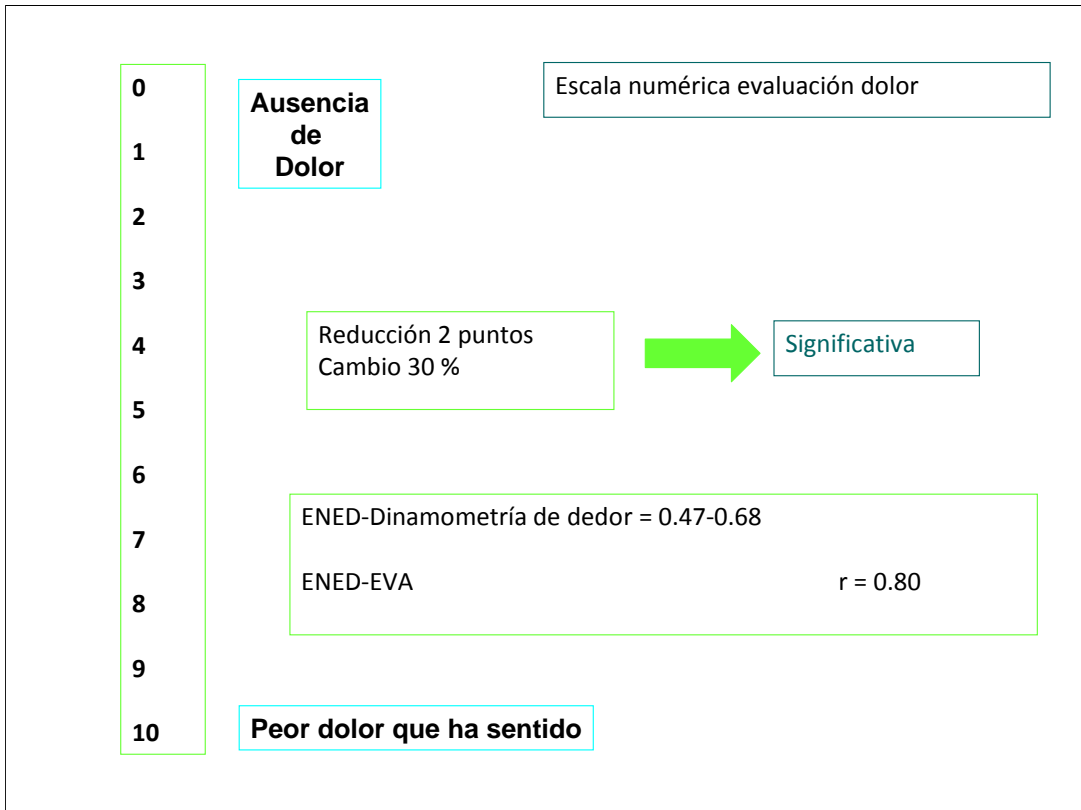 Escala numérica evaluación dolor
0
Ausencia
de
Dolor
1
2
3
Reducción 2 puntos
Cambio 30 %
Significativa
4
5
6
ENED-Dinamometría de dedor = 0.47-0.68
7
ENED-EVA r = 0.80
8
9
10
Peor dolor que ha sentido